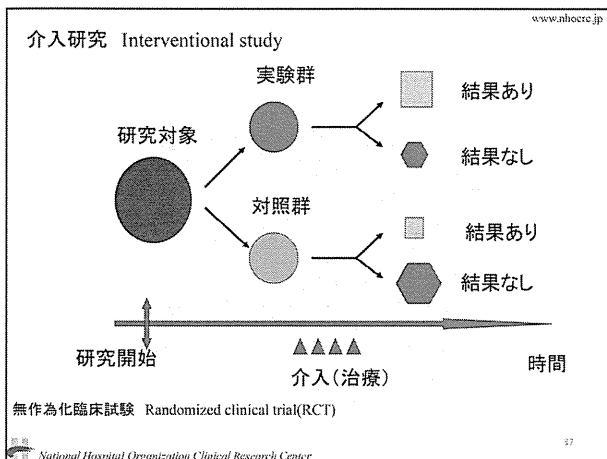 www.nhocrc.jp
介入研究 Interventional study
実験群
結果あり
研究対象
結果なし
対照群
結果あり
結果なし
研究開始
時間
介入(治療)
無作為化臨床試験 Randomized clinical trial(RCT)
National Hospital Organization Clinical Research Center
37